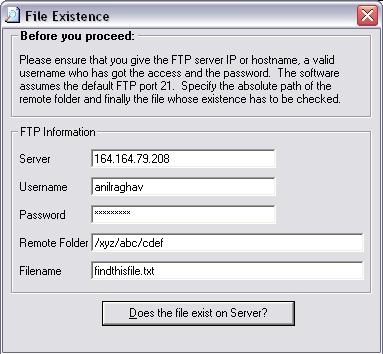 File Existence
Before you proceed:
Please ensure that you give the FTP server IP or hostname, a valid
username who has got the access and the password. The software
assumes the default FTP port 21. Specify the absolute path of the
remote folder and finally the file whose existence has to be checked.
FTP Information
Server 164.164.79.208
Username anilraghav
Password ×××××××××
Remote Folder /xyz/abc/cdef
Filename findthisfile.txt
Does the file exist on Server?